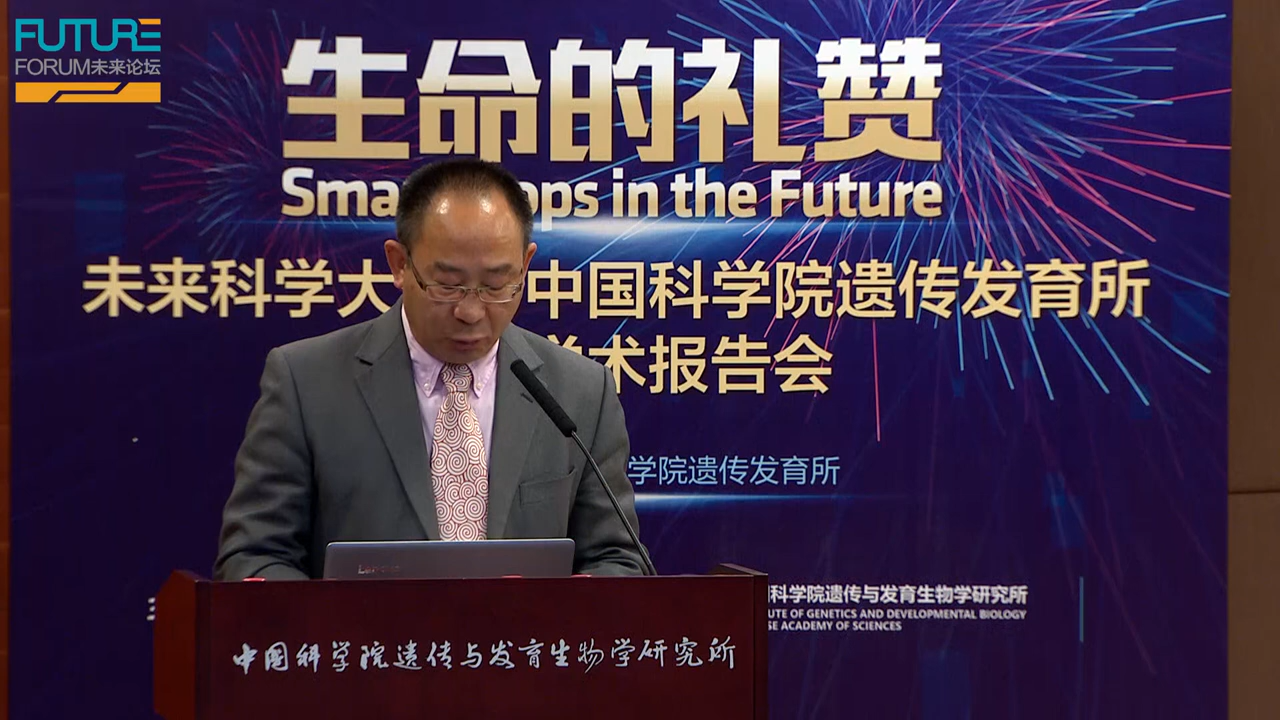 FUTURE
FORUM未来论坛
生命的礼赞
Sma ops in the Future
未来科学大 中国科学院遗传发育所
学术报告会
学院遗传发育所
科学院遗传与发育生物学研究所
UTE OF GENETICS AND DEVELOPMENTAL BIOLOGY
SE ACADEMY OF SCIENCES
Lenovo
中国科学院遗传与发育生物学研究所